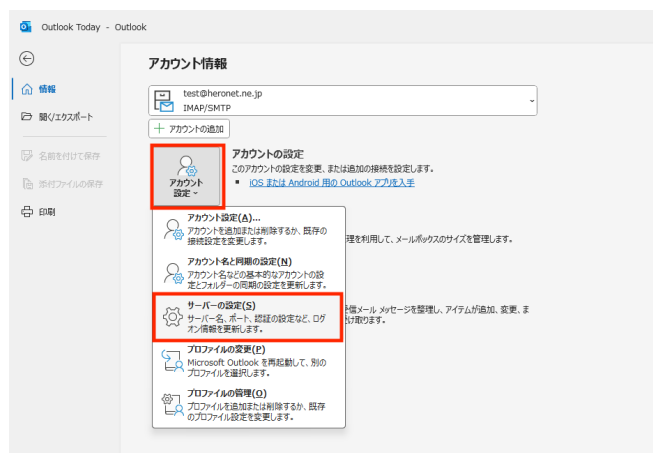 Outlook Today - Outlook
アカウント情報
情報
開く/エクスポート
名前を付けて保存
添付ファイルの保存
印刷
test@heronet.ne.jp
IMAP/SMTP
アカウントの追加
アカウント
設定
アカウントの設定
このアカウントの設定を変更、または追加の接続を設定します。
iOS または Android 用の Outlook アプリを入手
アカウント設定(A)...
アカウントを追加または削除するか、既存の
接続設定を変更します。
理を利用して、メールボックスのサイズを管理します。
アカウント名と同期の設定(N)
アカウント名などの基本的なアカウントの設
定とフォルダーの同期の設定を更新します。
サーバーの設定(S)
サーバー名、ポート、認証の設定など、ログ
オン情報を更新します。
信メール メッセージを整理し、アイテムが追加、変更、ま
け取ります。
プロファイルの変更(P)
Microsoft Outlook を再起動して、別の
プロファイルを選択します。
プロファイルの管理(O)
プロファイルを追加または削除するか、既存
のプロファイル設定を変更します。